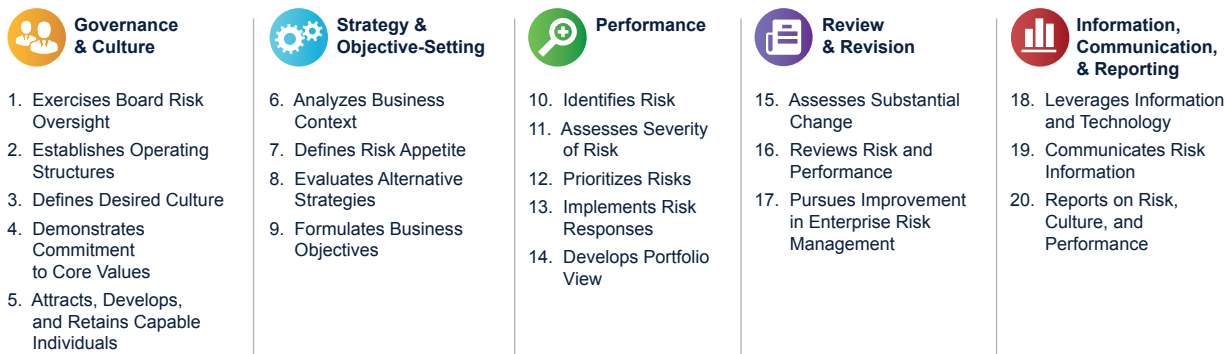 Governance
& Culture
1. Exercises Board Risk
Oversight
2. Establishes Operating
Structures
3. Defines Desired Culture
4. Demonstrates
Commitment
to Core Values
5. Attracts, Develops,
and Retains Capable
Individuals
Strategy &
Objective-Setting
6. Analyzes Business
Context
7. Defines Risk Appetite
8. Evaluates Alternative
Strategies
9. Formulates Business
Objectives
Performance
10. Identifies Risk
11. Assesses Severity
of Risk
12. Prioritizes Risks
13. Implements Risk
Responses
14. Develops Portfolio
View
Review
& Revision
15. Assesses Substantial
Change
16. Reviews Risk and
Performance
17. Pursues Improvement
in Enterprise Risk
Management
Information,
Communication,
& Reporting
18. Leverages Information
and Technology
19. Communicates Risk
Information
20. Reports on Risk,
Culture, and
Performance